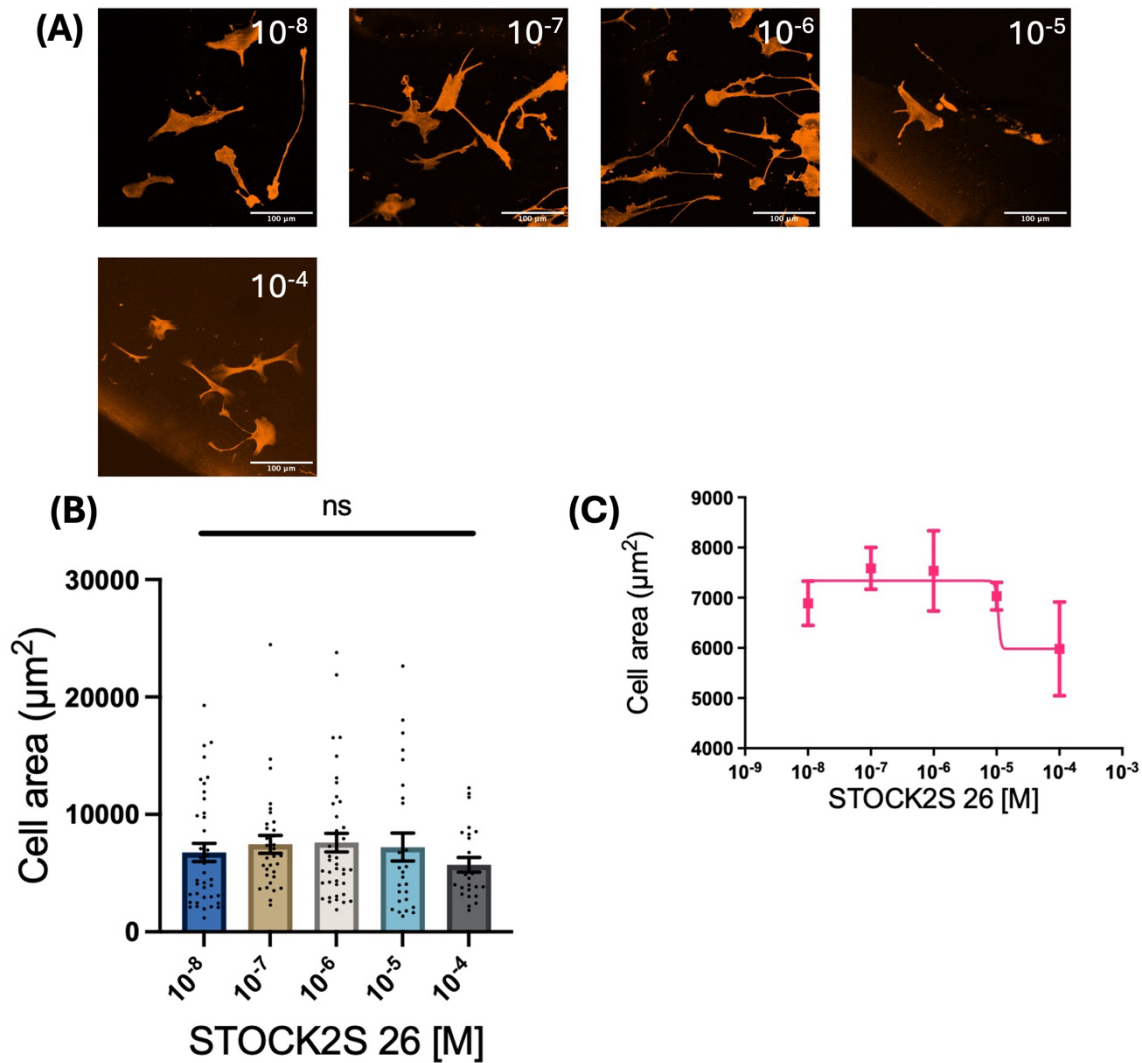 (A)
10⁻⁸
100 µm
10⁻⁷
100 µm
10⁻⁶
100 µm
10⁻⁵
100 µm
10⁻⁴
100 µm
(B)
ns
30000
20000
10000
0
Cell area (µm²)
10⁻⁸
10⁻⁷
10⁻⁶
10⁻⁵
10⁻⁴
STOCK2S 26 [M]
(C)
9000
8000
7000
6000
5000
4000
Cell area (µm²)
10⁻⁹
10⁻⁸
10⁻⁷
10⁻⁶
10⁻⁵
10⁻⁴
10⁻³
STOCK2S 26 [M]